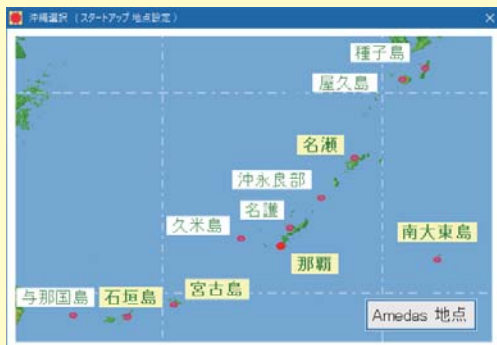 沖縄選択 （スタートアップ 地点設定）
種子島
屋久島
名瀬
沖永良部
名護
久米島
南大東島
那覇
宮古島
与那国島
石垣島
Amedas 地点